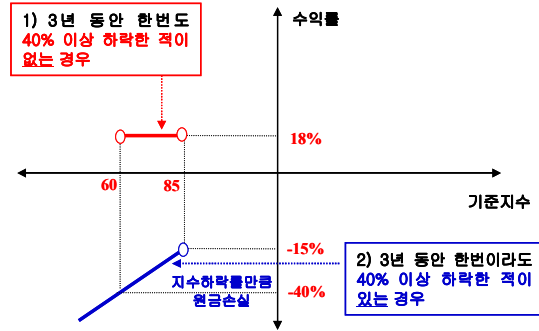 1) 3년 동안 한번도
40% 이상 하락한 적이
없는 경우
수익률
18%
60
85
기준지수
-15%
2) 3년 동안 한번이라도
40% 이상 하락한 적이
있는 경우
지수하락률만큼
원금손실
-40%